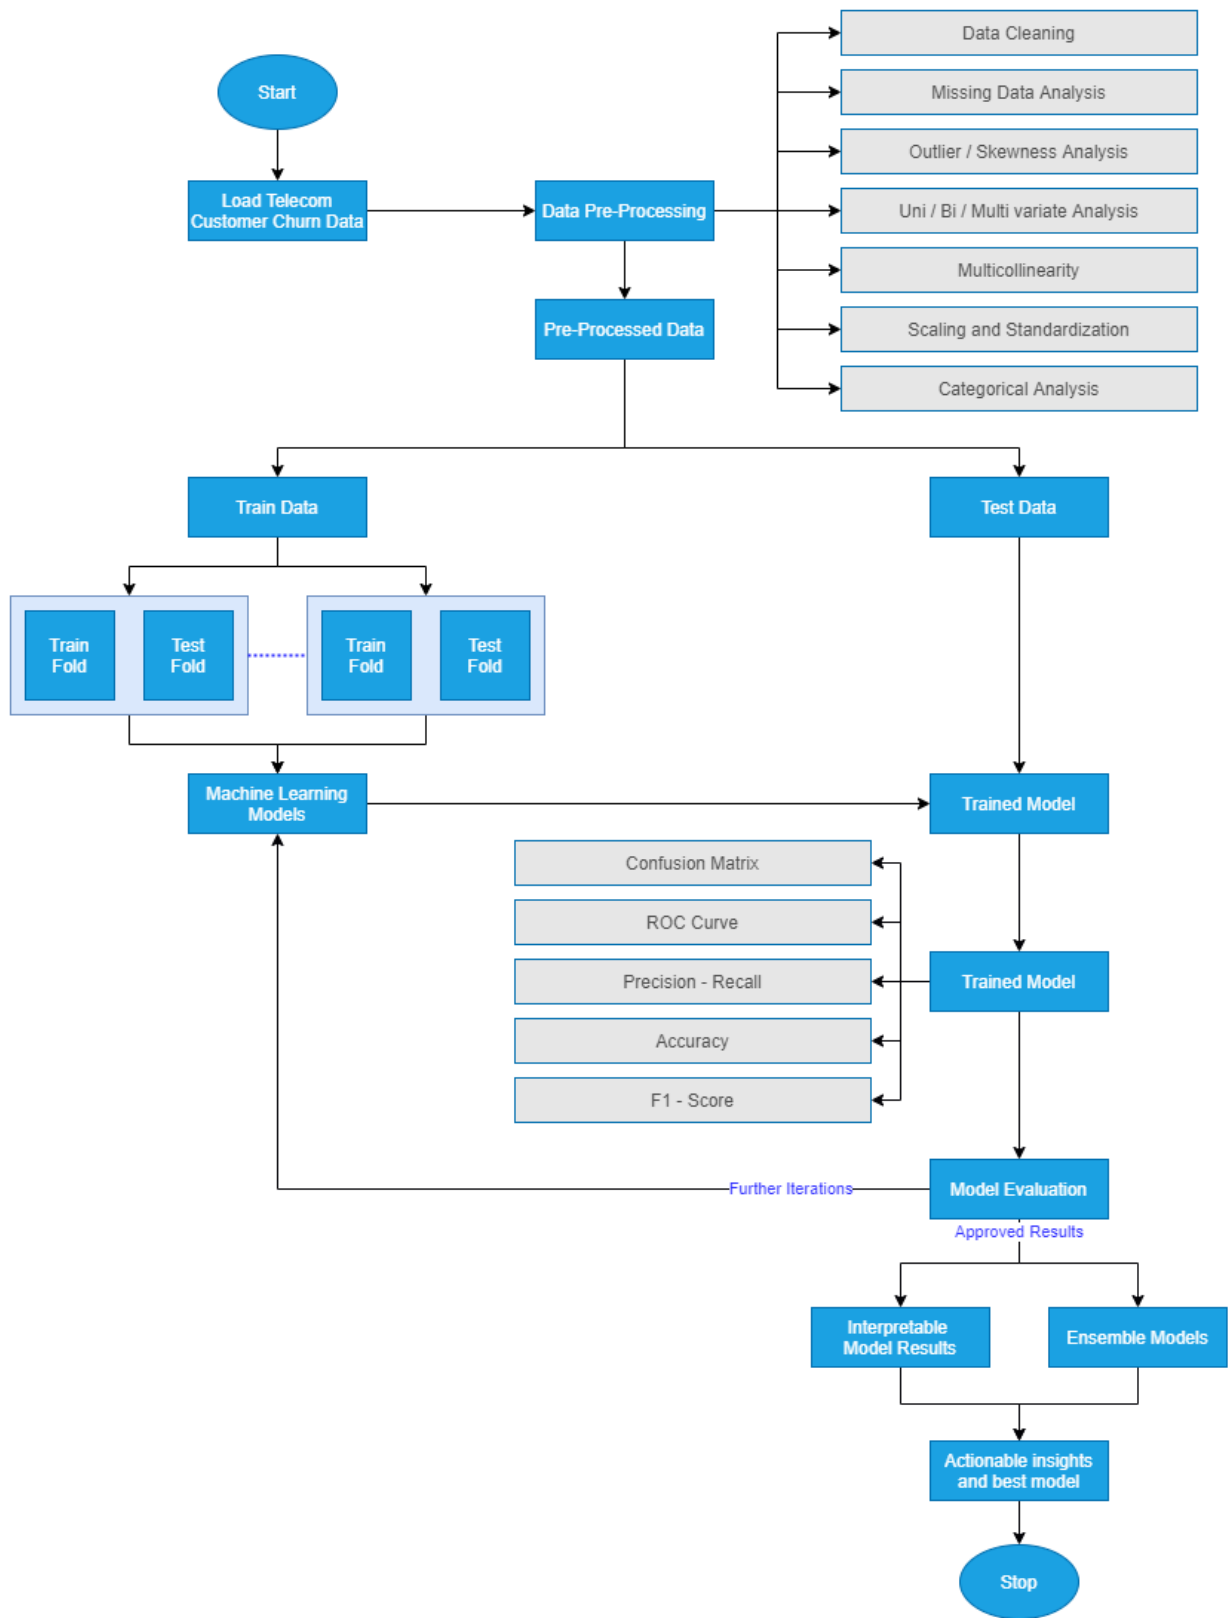 Start
Load Telecom
Customer Churn Data
Data Pre-Processing
Data Cleaning
Missing Data Analysis
Outlier / Skewness Analysis
Uni / Bi / Multi variate Analysis
Multicollinearity
Scaling and Standardization
Categorical Analysis
Pre-Processed Data
Train Data
Test Data
Train
Fold
Test
Fold
Train
Fold
Test
Fold
Machine Learning
Models
Trained Model
Confusion Matrix
ROC Curve
Precision - Recall
Accuracy
F1 - Score
Trained Model
Further Iterations
Model Evaluation
Approved Results
Interpretable
Model Results
Ensemble Models
Actionable insights
and best model
Stop